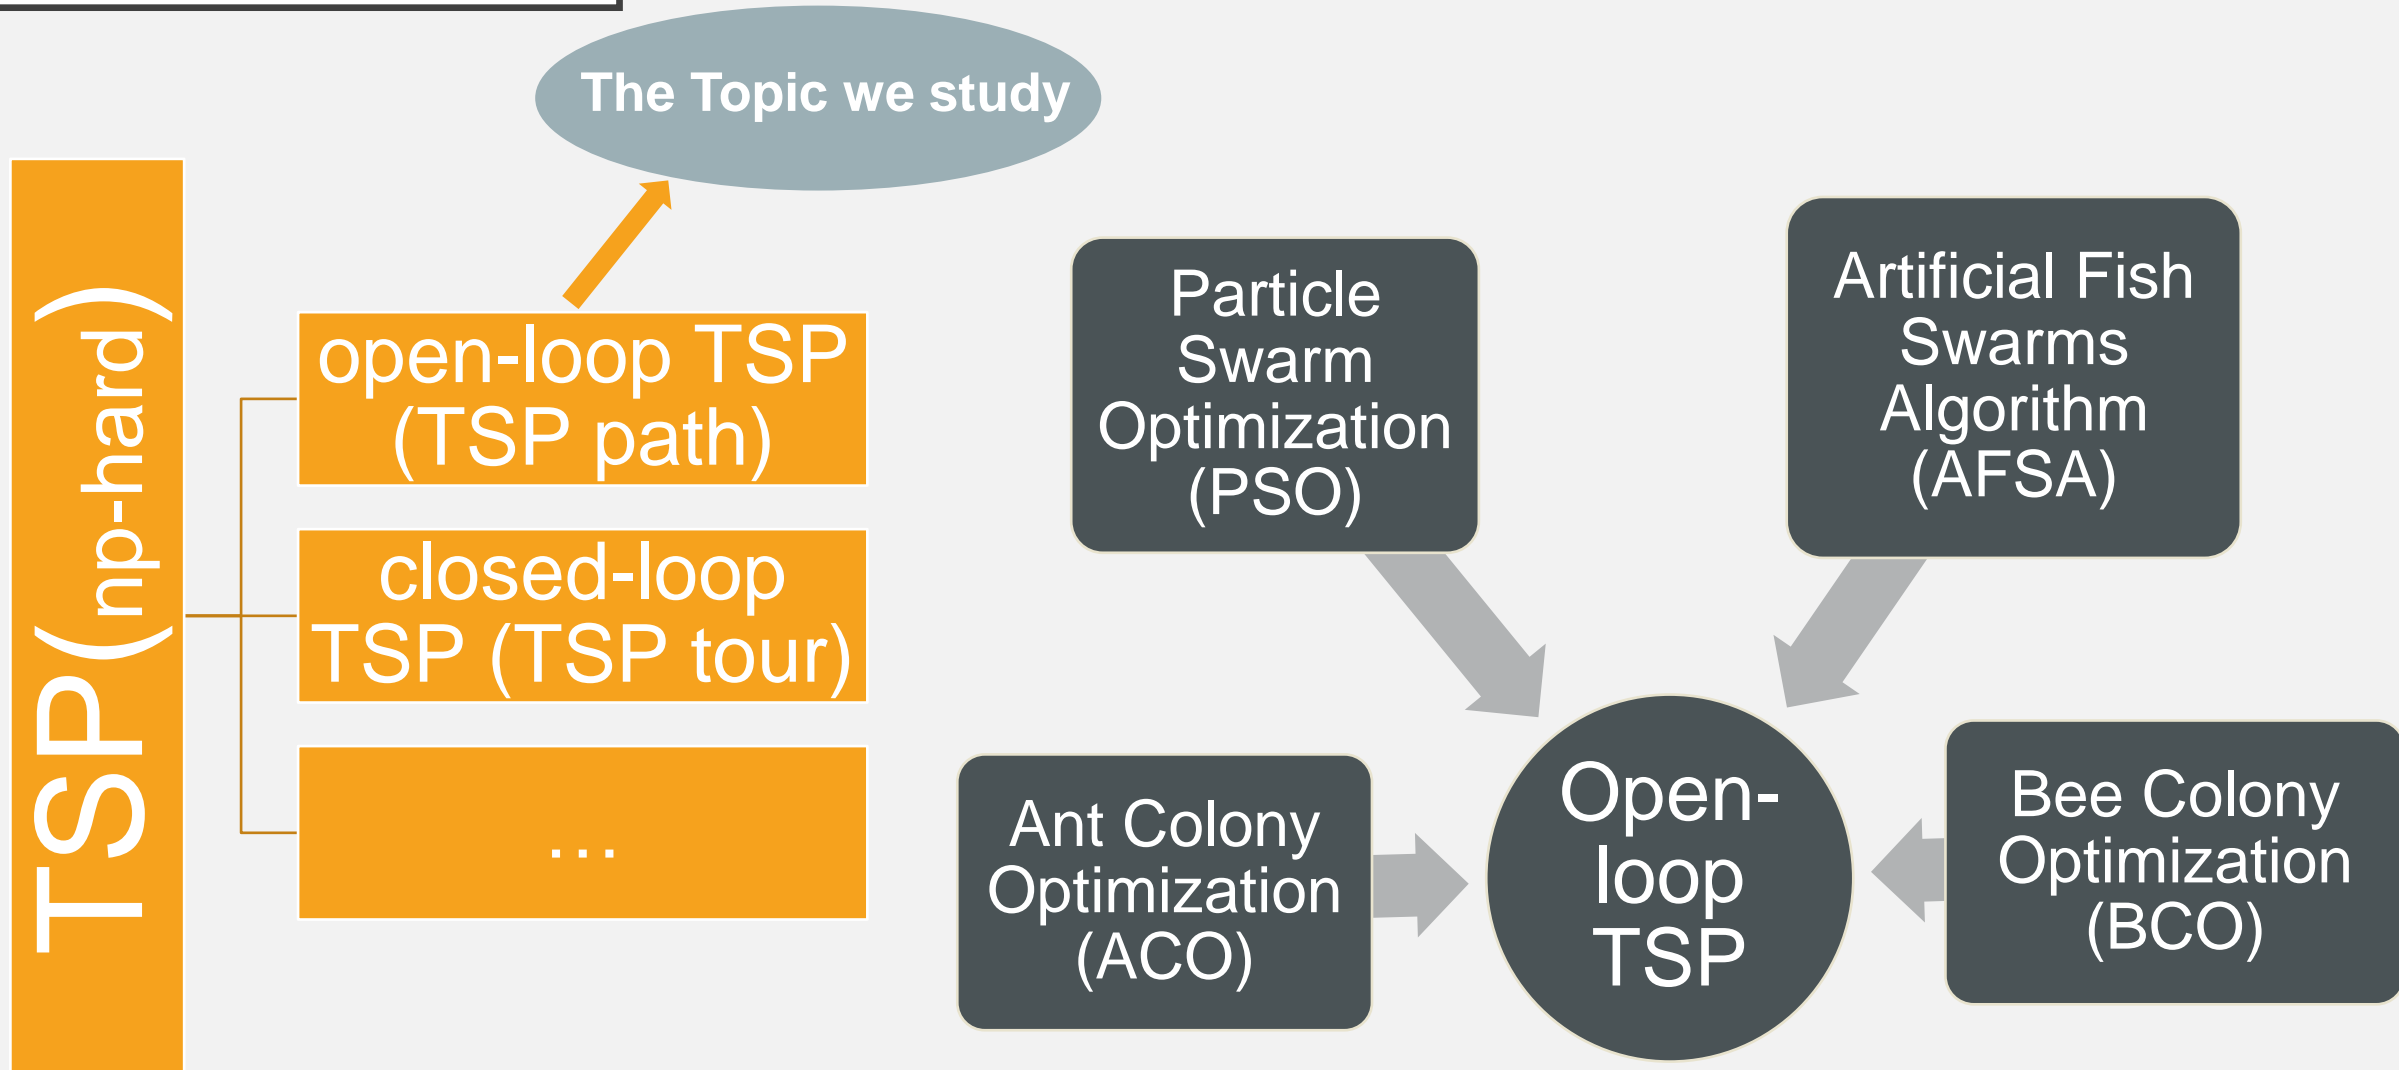 The Topic we study
TSP(np-hard)
open-loop TSP
(TSP path)
closed-loop
TSP (TSP tour)
…
Particle
Swarm
Optimization
(PSO)
Artificial Fish
Swarms
Algorithm
(AFSA)
Ant Colony
Optimization
(ACO)
Open-
loop
TSP
Bee Colony
Optimization
(BCO)